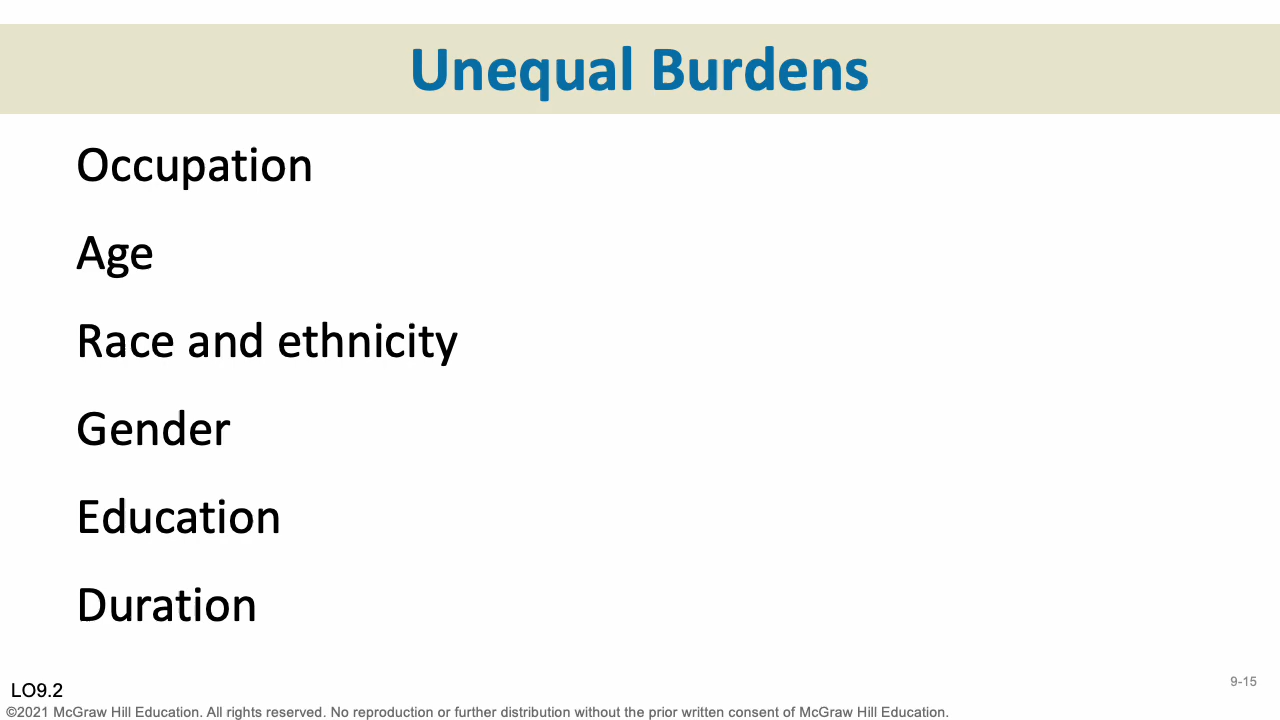 Unequal Burdens
Occupation
Age
Race and ethnicity
Gender
Education
Duration
LO9.2
9-15
©2021 McGraw Hill Education. All rights reserved. No reproduction or further distribution without the prior written consent of McGraw Hill Education.